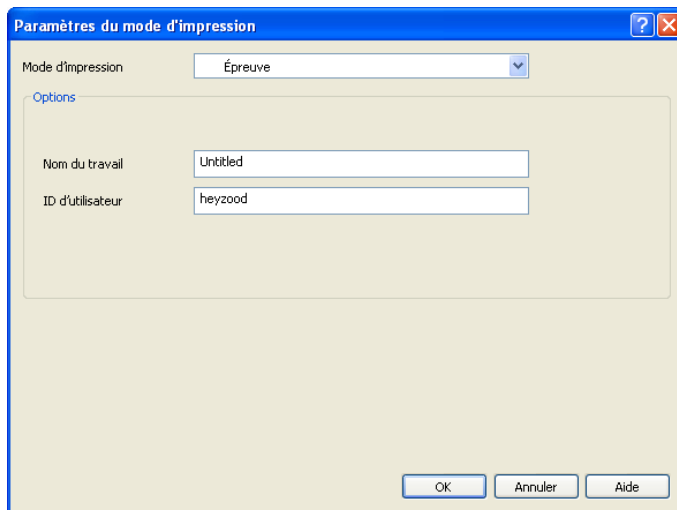 Paramètres du mode d'impression
Mode d'impression Épreuve
Options
Nom du travail Untitled
ID d'utilisateur heyzood
OK Annuler Aide